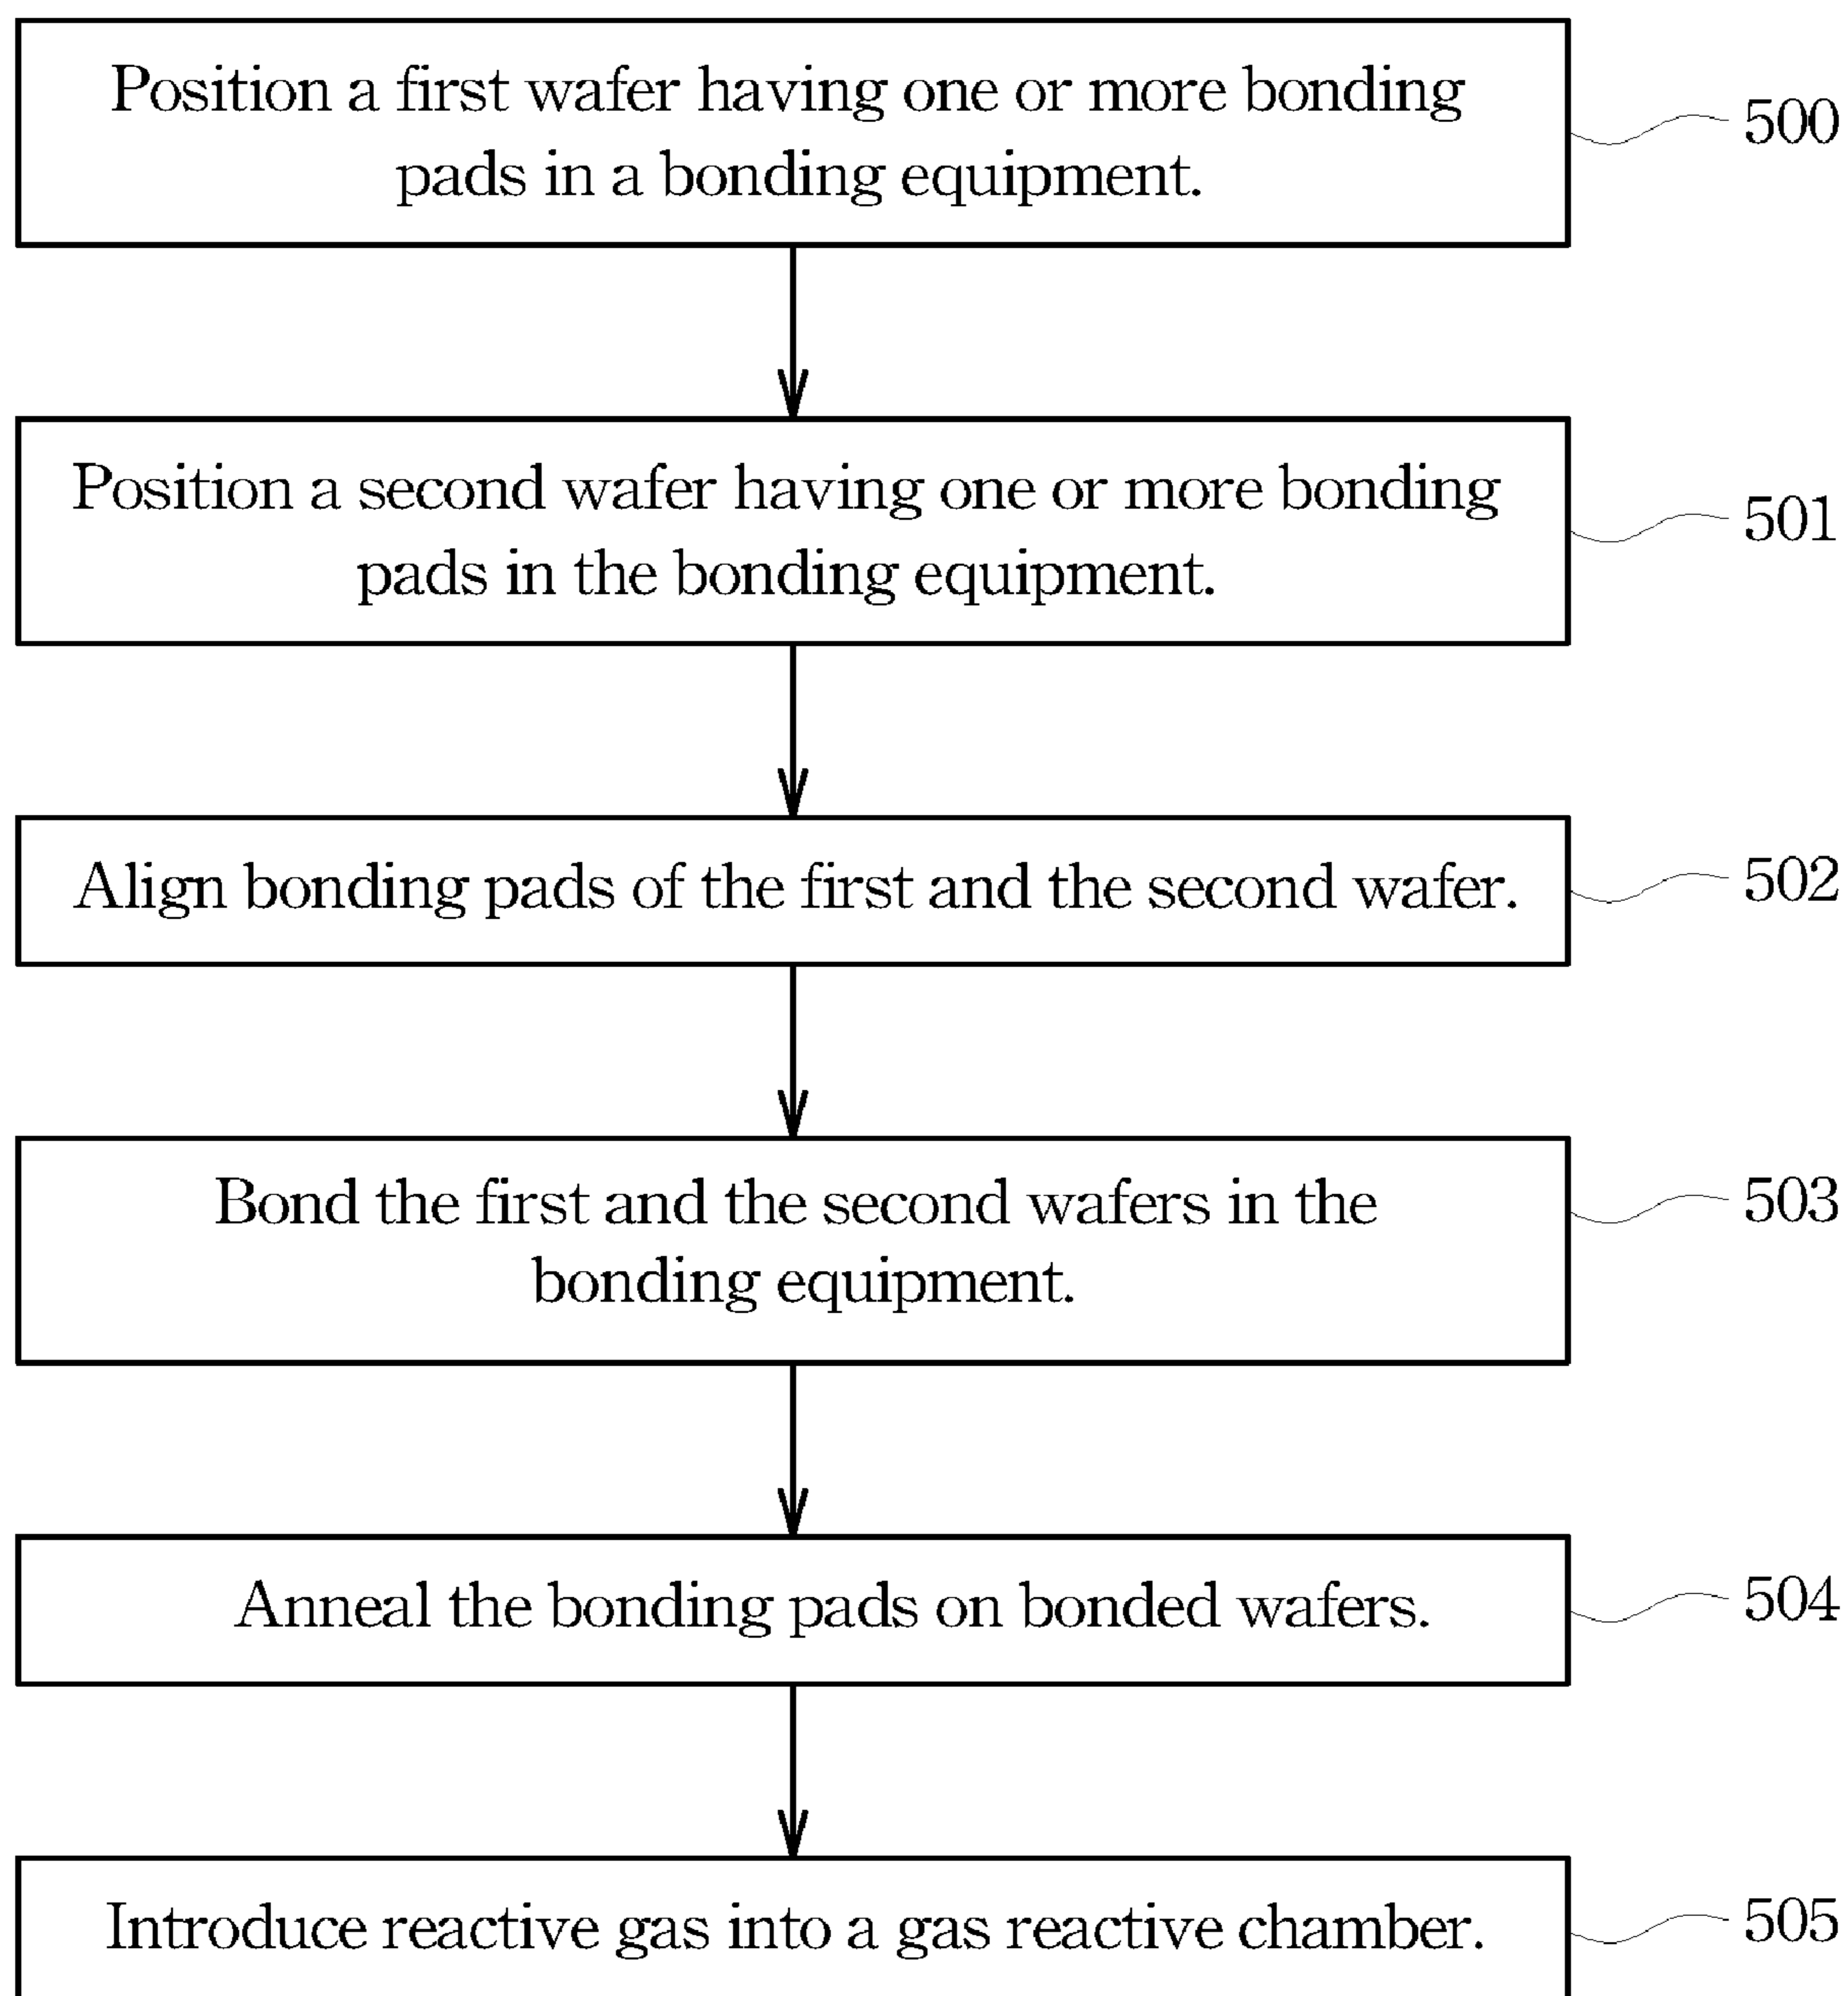 Position a first wafer having one or more bonding
pads in a bonding equipment.
500
Position a second wafer having one or more bonding
pads in the bonding equipment.
501
Align bonding pads of the first and the second wafer.
502
Bond the first and the second wafers in the
bonding equipment.
503
Anneal the bonding pads on bonded wafers.
504
Introduce reactive gas into a gas reactive chamber.
505